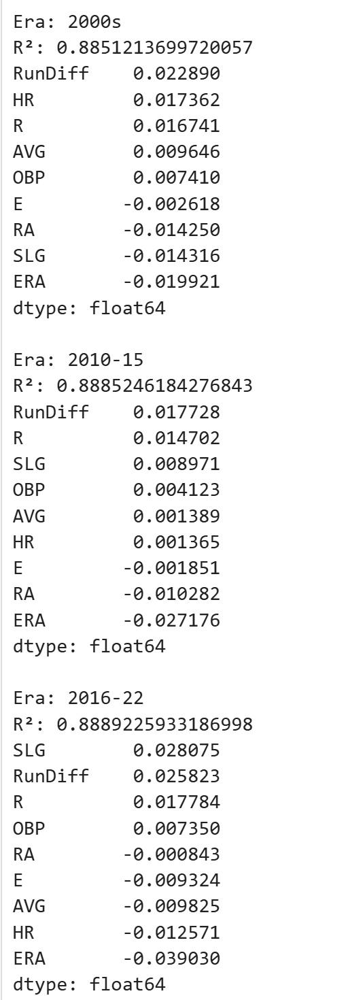 Era: 2000s
R²: 0.8851213699720057
RunDiff    0.022890
HR         0.017362
R          0.016741
AVG        0.009646
OBP        0.007410
E         -0.002618
RA        -0.014250
SLG       -0.014316
ERA       -0.019921
dtype: float64

Era: 2010-15
R²: 0.8885246184276843
RunDiff    0.017728
R          0.014702
SLG        0.008971
OBP        0.004123
AVG        0.001389
HR         0.001365
E         -0.001851
RA        -0.010282
ERA       -0.027176
dtype: float64

Era: 2016-22
R²: 0.8889225933186998
SLG        0.028075
RunDiff    0.025823
R          0.017784
OBP        0.007350
RA        -0.000843
E         -0.009324
AVG       -0.009825
HR        -0.012571
ERA       -0.039030
dtype: float64